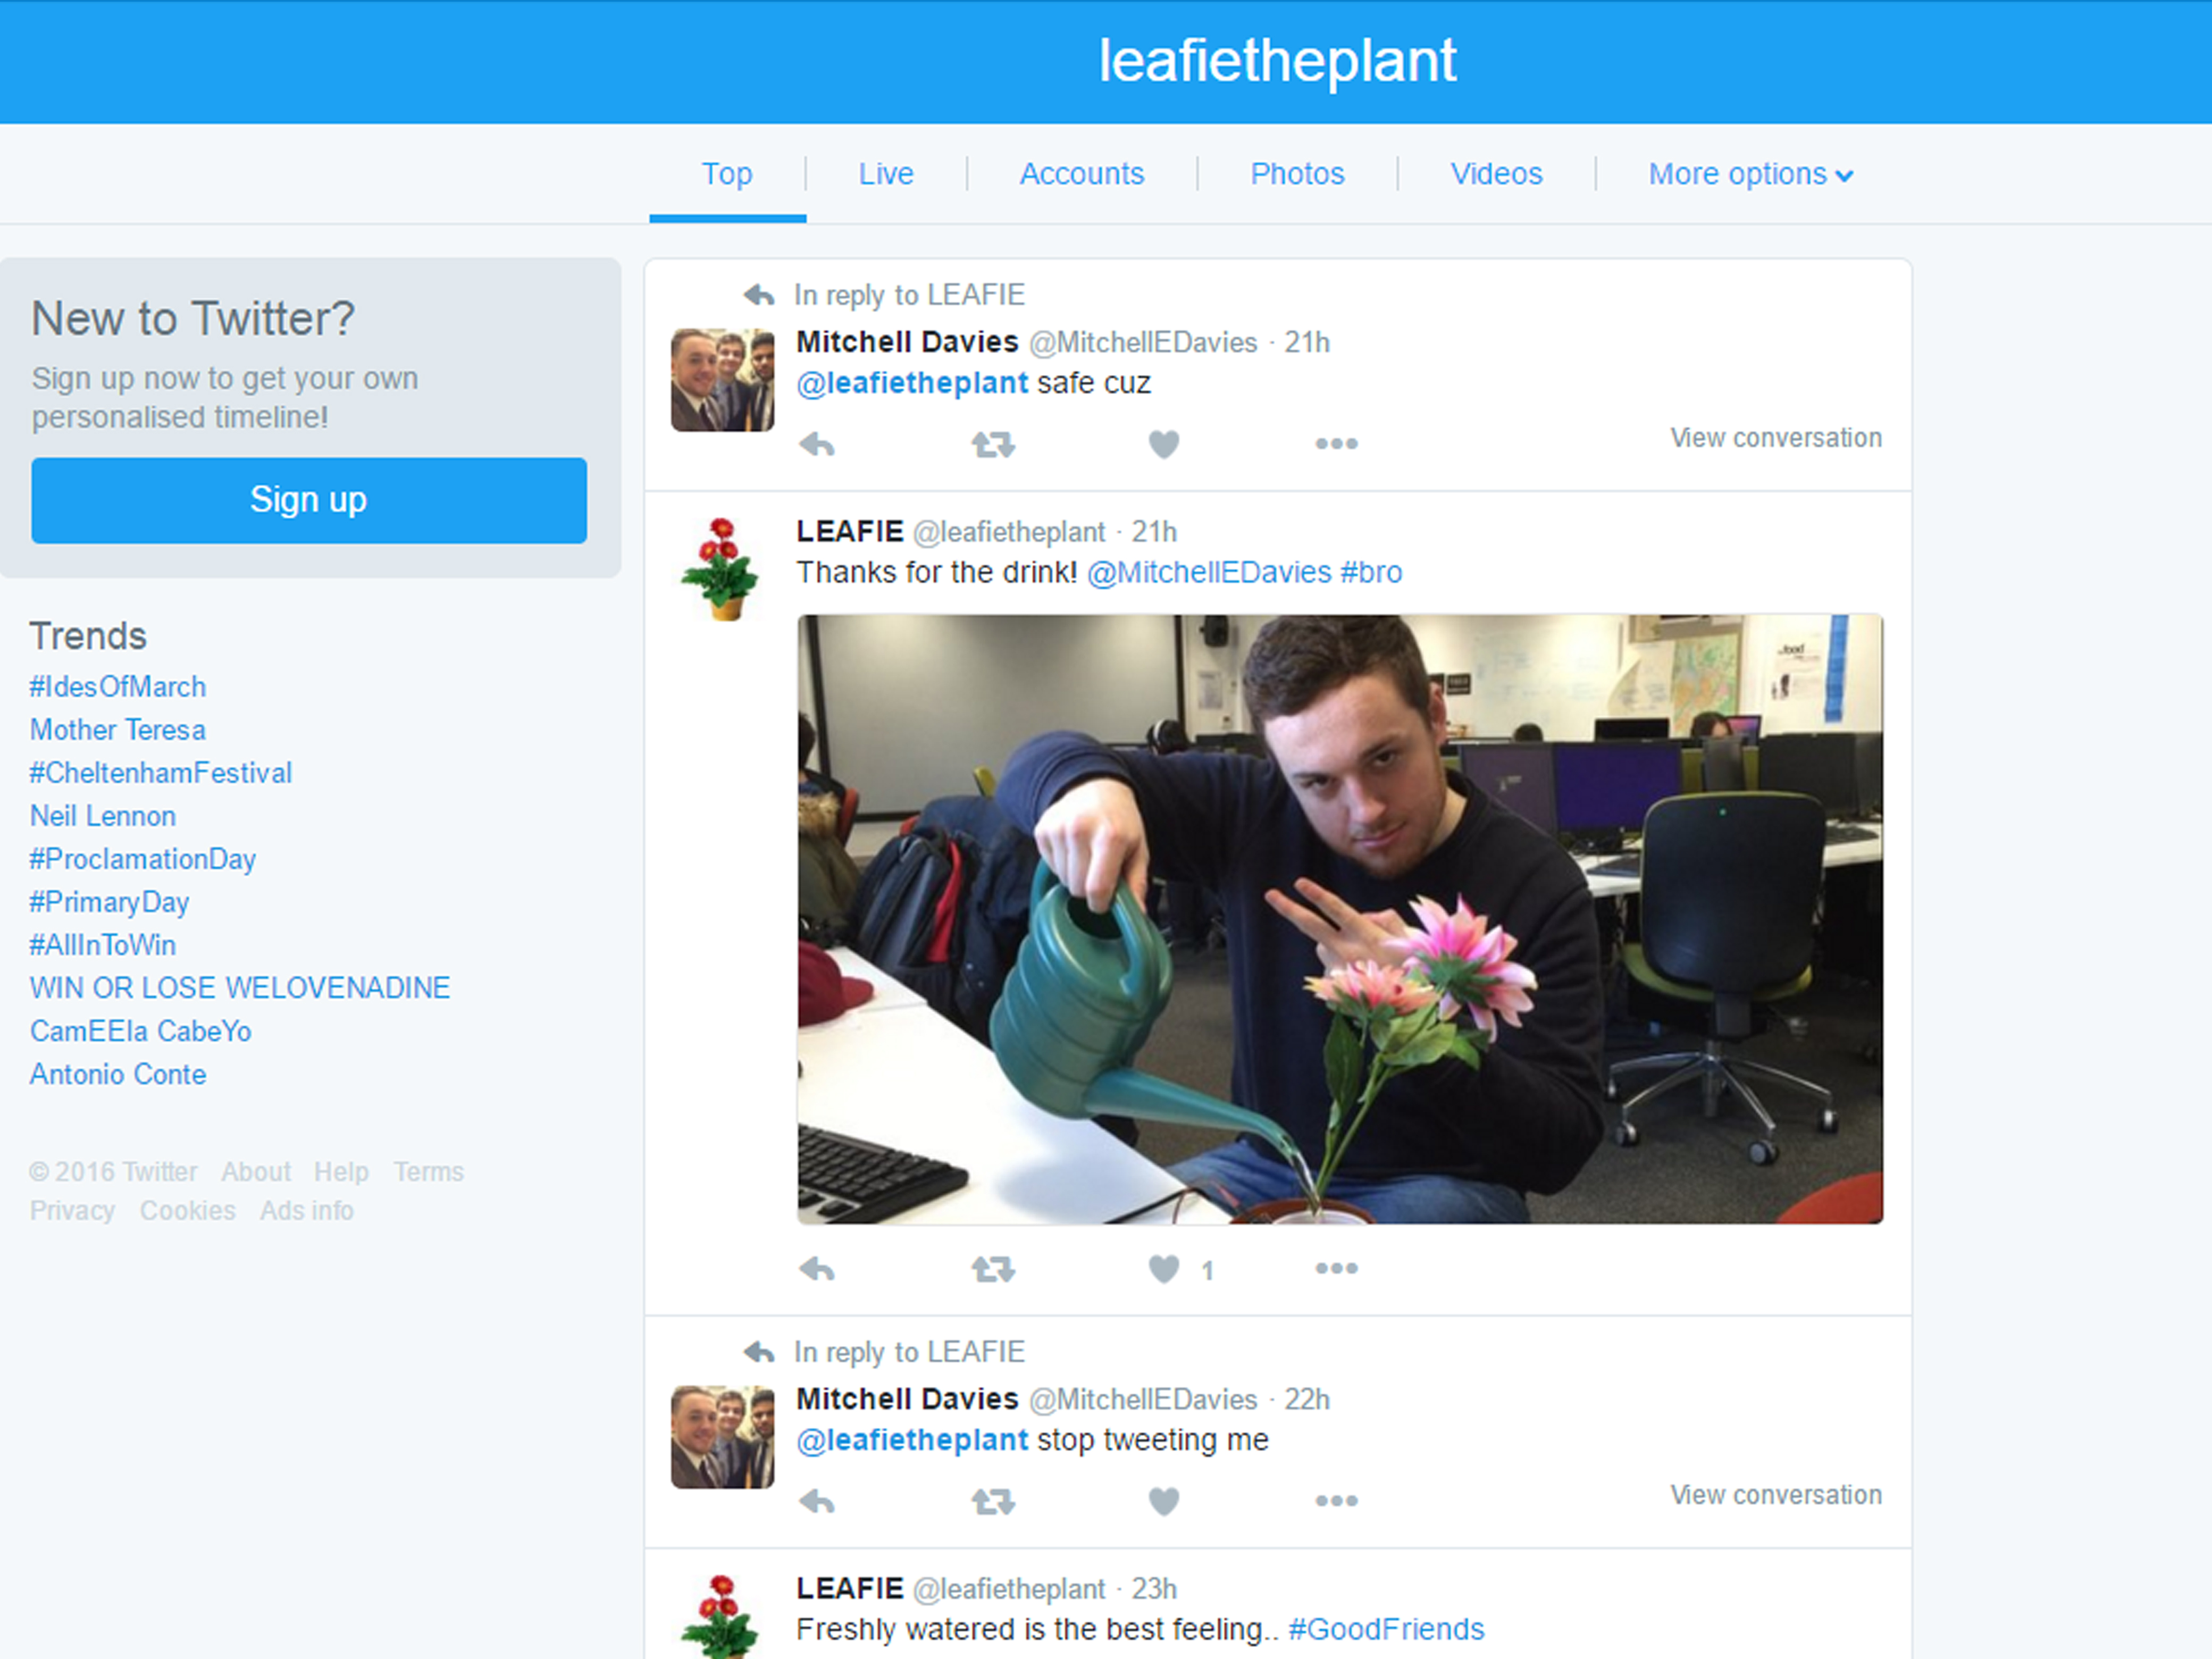 leafietheplant
Top
Live
Accounts
Photos
Videos
More options
New to Twitter?
Sign up now to get your own
personalised timeline!
Sign up
Trends
#IdesOfMarch
Mother Teresa
#CheltenhamFestival
Neil Lennon
#ProclamationDay
#PrimaryDay
#AllInToWin
WIN OR LOSE WELOVENADINE
CamEEla CabeYo
Antonio Conte
© 2016 Twitter About Help Terms
Privacy Cookies Ads info
In reply to LEAFIE
Mitchell Davies @MitchellEDavies · 21h
@leafietheplant safe cuz
View conversation
LEAFIE @leafietheplant · 21h
Thanks for the drink! @MitchellEDavies #bro
food
1
In reply to LEAFIE
Mitchell Davies @MitchellEDavies · 22h
@leafietheplant stop tweeting me
View conversation
LEAFIE @leafietheplant · 23h
Freshly watered is the best feeling.. #GoodFriends